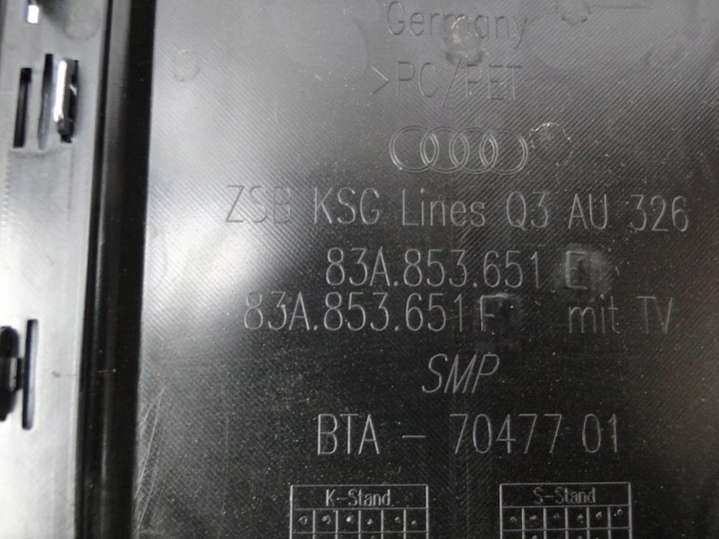 Germany
>PC/PET
ZSB KSG Lines Q3 AU 326
83A.853.651 E
83A.853.651 F mit TV
SMP
BTA - 70477 01
K-Stand
S-Stand